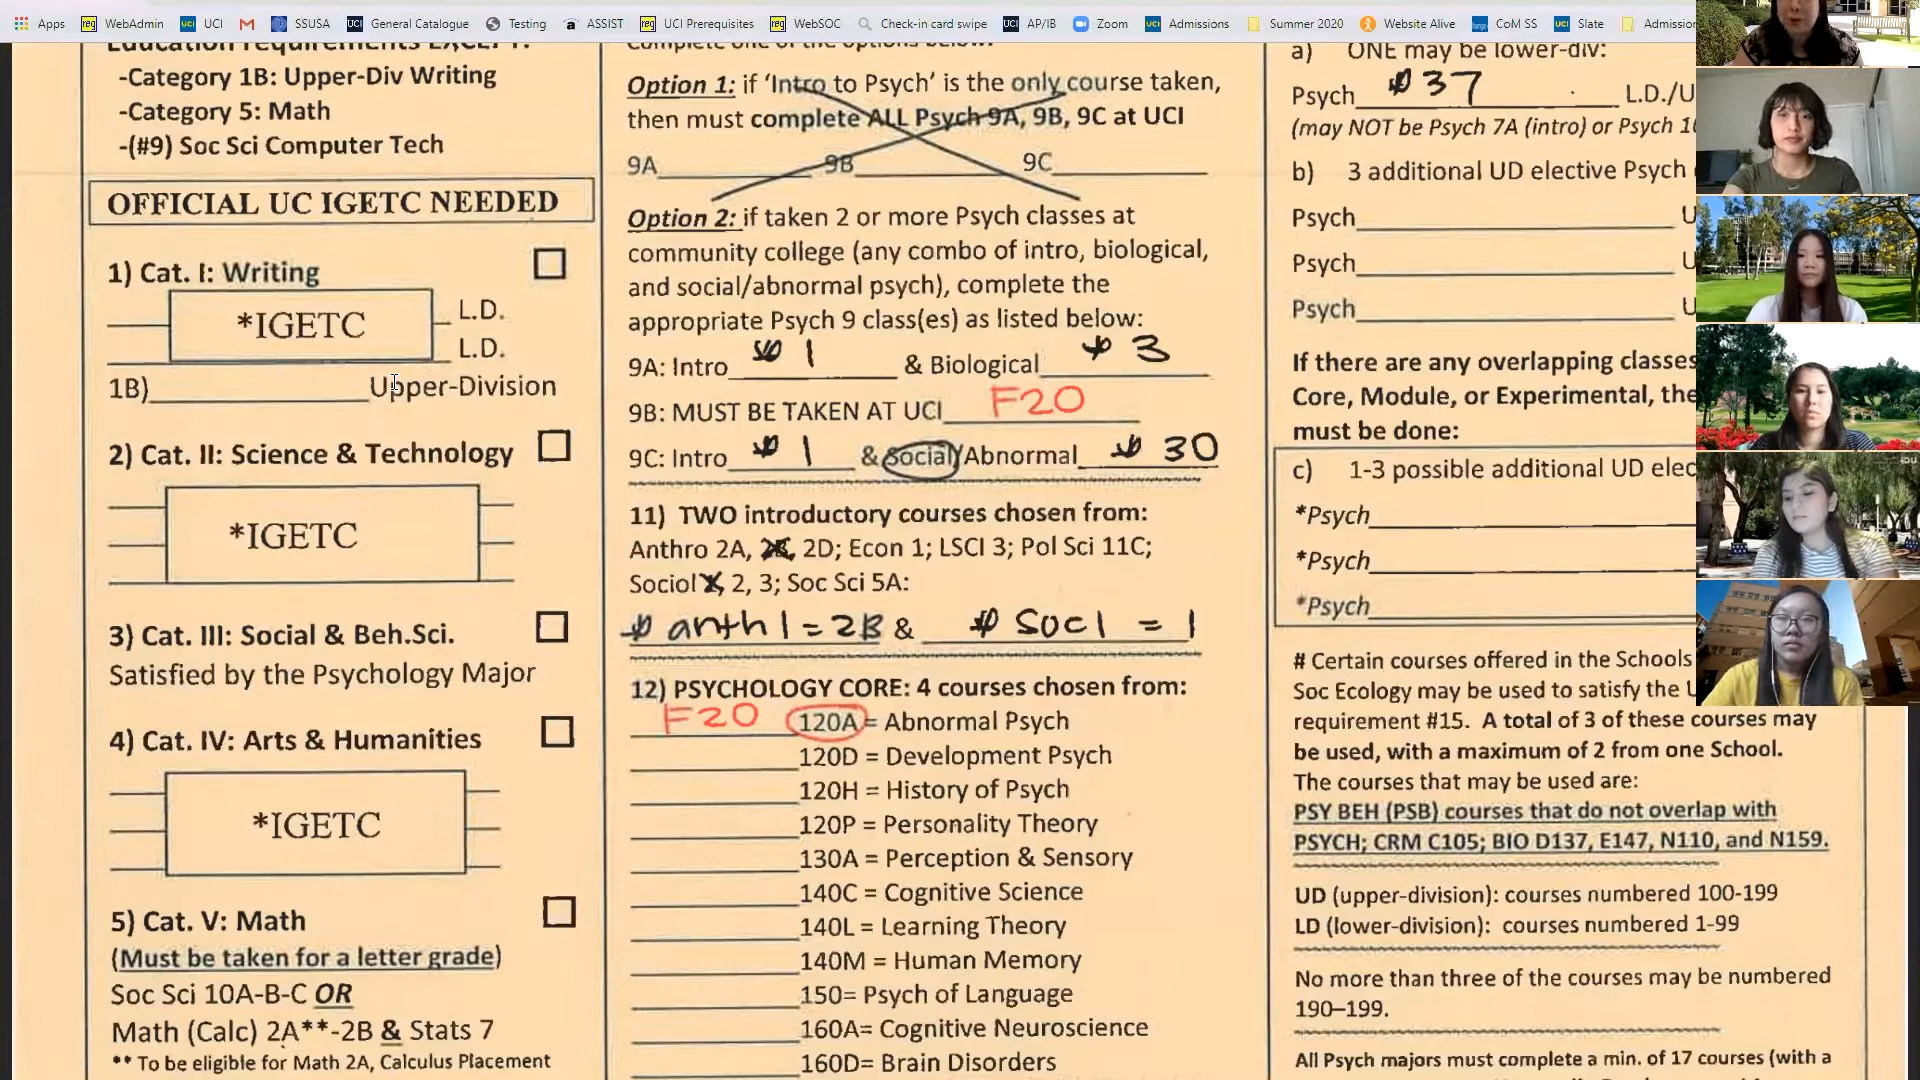 Apps WebAdmin UCI SSUSA General Catalogue Testing ASSIST UCI Prerequisites WebSOC Check-in card swipe AP/IB Zoom Admissions Summer 2020 Website Alive CoM SS Slate Admission
Education requirements EXCEPT:
-Category 1B: Upper-Div Writing
-Category 5: Math
-(#9) Soc Sci Computer Tech
OFFICIAL UC IGETC NEEDED
1) Cat. I: Writing
*IGETC
L.D.
L.D.
1B) Upper-Division
2) Cat. II: Science & Technology
*IGETC
3) Cat. III: Social & Beh.Sci.
Satisfied by the Psychology Major
4) Cat. IV: Arts & Humanities
*IGETC
5) Cat. V: Math
(Must be taken for a letter grade)
Soc Sci 10A-B-C OR
Math (Calc) 2A**-2B & Stats 7
** To be eligible for Math 2A, Calculus Placement
Complete one of the options below:
Option 1: if 'Intro to Psych' is the only course taken,
then must complete ALL Psych 9A, 9B, 9C at UCI
9A 9B 9C
Option 2: if taken 2 or more Psych classes at
community college (any combo of intro, biological,
and social/abnormal psych), complete the
appropriate Psych 9 class(es) as listed below:
9A: Intro 1 & Biological 3
9B: MUST BE TAKEN AT UCI F20
9C: Intro 1 & Social/Abnormal 30
11) TWO introductory courses chosen from:
Anthro 2A, 2B, 2D; Econ 1; LSCI 3; Pol Sci 11C;
Sociol 1, 2, 3; Soc Sci 5A:
anth 1 = 2B & Soc 1 = 1
12) PSYCHOLOGY CORE: 4 courses chosen from:
F20 120A= Abnormal Psych
120D = Development Psych
120H = History of Psych
120P = Personality Theory
130A = Perception & Sensory
140C = Cognitive Science
140L = Learning Theory
140M = Human Memory
150= Psych of Language
160A= Cognitive Neuroscience
160D= Brain Disorders
a) ONE may be lower-div:
Psych 37 L.D./U
(may NOT be Psych 7A (intro) or Psych
b) 3 additional UD elective Psych
Psych U
Psych U
Psych U
If there are any overlapping classes
Core, Module, or Experimental, the
must be done:
c) 1-3 possible additional UD elec
*Psych
*Psych
*Psych
# Certain courses offered in the Schools
Soc Ecology may be used to satisfy the U
requirement #15. A total of 3 of these courses may
be used, with a maximum of 2 from one School.
The courses that may be used are:
PSY BEH (PSB) courses that do not overlap with
PSYCH; CRM C105; BIO D137, E147, N110, and N159.
UD (upper-division): courses numbered 100-199
LD (lower-division): courses numbered 1-99
No more than three of the courses may be numbered
190–199.
All Psych majors must complete a min. of 17 courses (with a